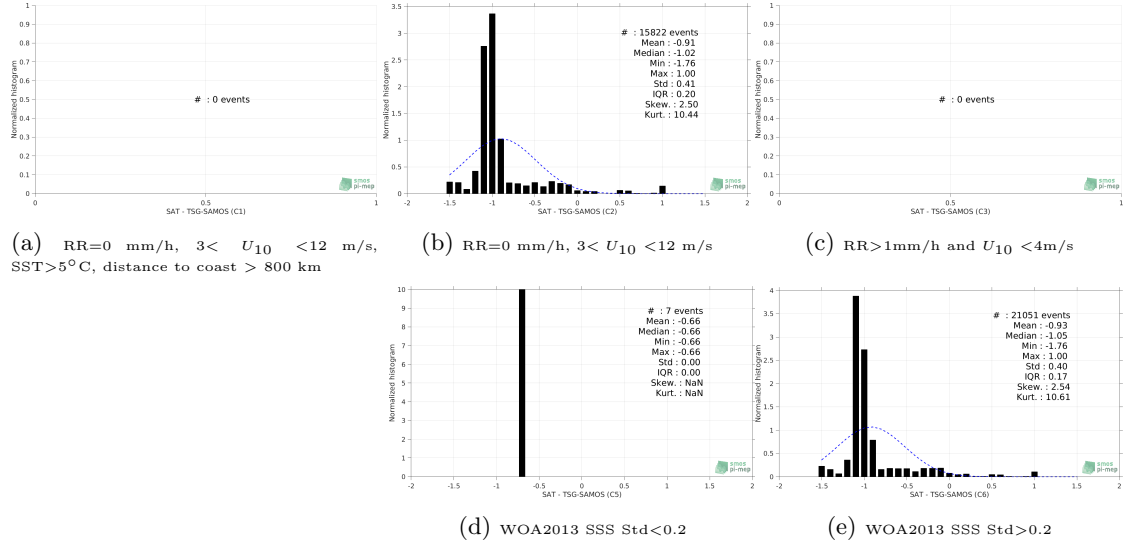 1
0.9
0.8
0.7
0.6
0.5
0.4
0.3
0.2
0.1
0
0
0.5
1
Normalized histogram
# : 0 events
smos
pi-mep
SAT - TSG-SAMOS (C1)
(a) RR=0 mm/h, 3< U10 <12 m/s,
SST>5°C, distance to coast > 800 km
3.5
3
2.5
2
1.5
1
0.5
0
-2
-1.5
-1
-0.5
0
0.5
1
1.5
2
Normalized histogram
# : 15822 events
Mean : -0.91
Median : -1.02
Min : -1.76
Max : 1.00
Std : 0.41
IQR : 0.20
Skew. : 2.50
Kurt. : 10.44
smos
pi-mep
SAT - TSG-SAMOS (C2)
(b) RR=0 mm/h, 3< U10 <12 m/s
1
0.9
0.8
0.7
0.6
0.5
0.4
0.3
0.2
0.1
0
0
0.5
1
Normalized histogram
# : 0 events
smos
pi-mep
SAT - TSG-SAMOS (C3)
(c) RR>1mm/h and U10 <4m/s
10
9
8
7
6
5
4
3
2
1
0
-2
-1.5
-1
-0.5
0
0.5
1
1.5
2
Normalized histogram
# : 7 events
Mean : -0.66
Median : -0.66
Min : -0.66
Max : -0.66
Std : 0.00
IQR : 0.00
Skew. : NaN
Kurt. : NaN
smos
pi-mep
SAT - TSG-SAMOS (C5)
(d) WOA2013 SSS Std<0.2
4
3.5
3
2.5
2
1.5
1
0.5
0
-2
-1.5
-1
-0.5
0
0.5
1
1.5
2
Normalized histogram
# : 21051 events
Mean : -0.93
Median : -1.05
Min : -1.76
Max : 1.00
Std : 0.40
IQR : 0.17
Skew. : 2.54
Kurt. : 10.61
smos
pi-mep
SAT - TSG-SAMOS (C6)
(e) WOA2013 SSS Std>0.2